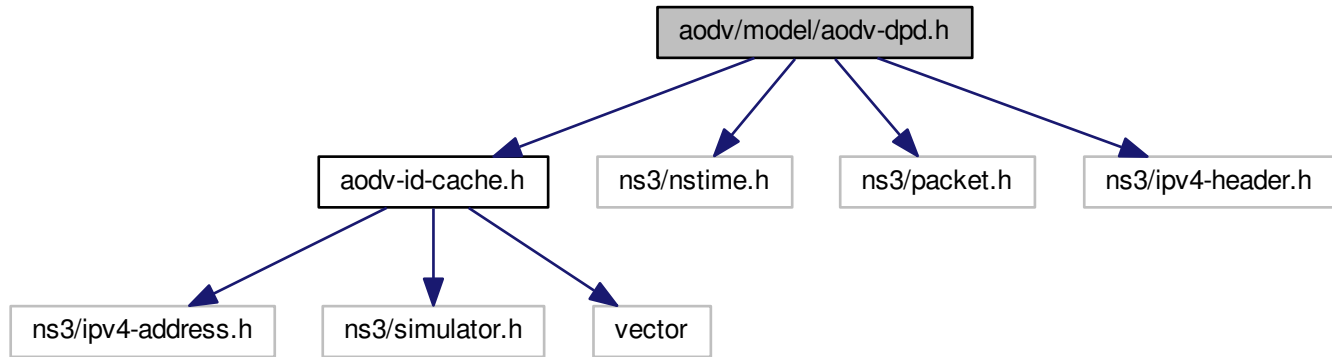 aodv/model/aodv-dpd.h
aodv-id-cache.h
ns3/nstime.h
ns3/packet.h
ns3/ipv4-header.h
ns3/ipv4-address.h
ns3/simulator.h
vector